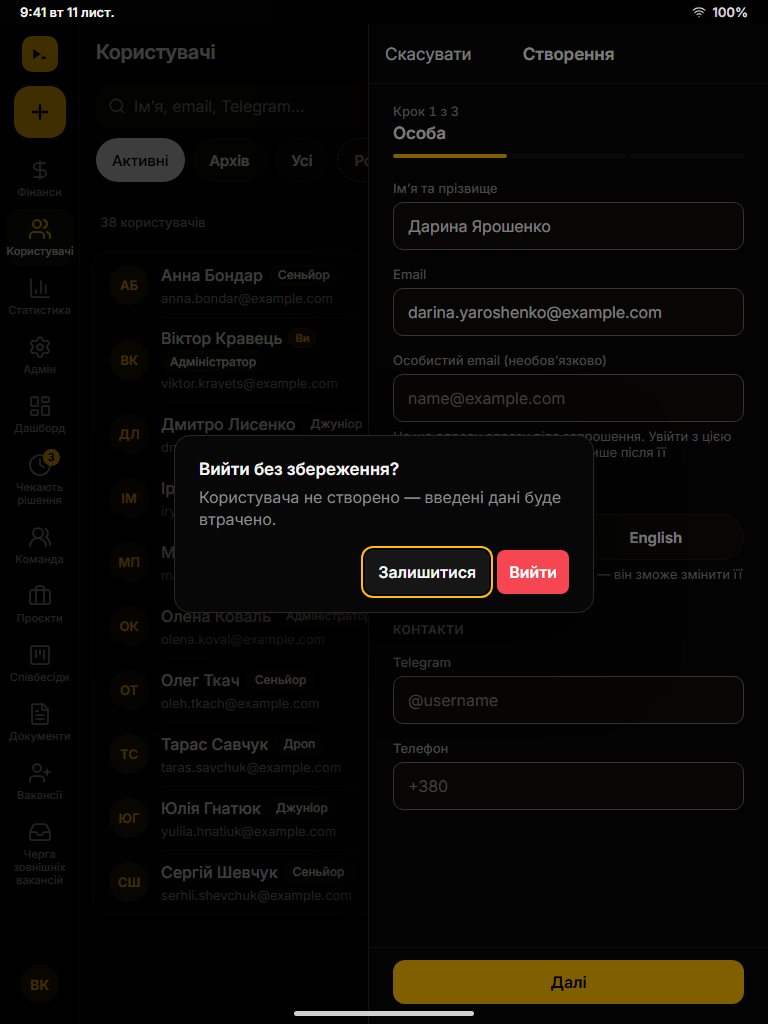 9:41 вт 11 лист.
100%
Користувачі
Ім’я, email, Telegram...
Активні
Архів
Усі
38 користувачів
Фінанси
Користувачі
Статистика
Адмін
Дашборд
3
Чекають
рішення
Команда
Проєкти
Співбесіди
Документи
Вакансії
Черга
зовнішніх
вакансій
ВК
АБ
Анна Бондар Сеньйор
anna.bondar@example.com
ВК
Віктор Кравець Ви
Адміністратор
viktor.kravets@example.com
ДЛ
Дмитро Лисенко Джуніор
ІМ
МП
ОК
Олена Коваль Адміністратор
olena.koval@example.com
ОТ
Олег Ткач Сеньйор
oleh.tkach@example.com
ТС
Тарас Савчук Дроп
taras.savchuk@example.com
ЮГ
Юлія Гнатюк Джуніор
yuliia.hnatiuk@example.com
СШ
Сергій Шевчук Сеньйор
serhii.shevchuk@example.com
Скасувати
Створення
Крок 1 з 3
Особа
Ім’я та прізвище
Дарина Ярошенко
Email
darina.yaroshenko@example.com
Особистий email (необов’язково)
name@example.com
Увійти з цією
лише після її
Вийти без збереження?
Користувача не створено — введені дані буде
втрачено.
Залишитися
Вийти
English
— він зможе змінити її
КОНТАКТИ
Telegram
@username
Телефон
+380
Далі